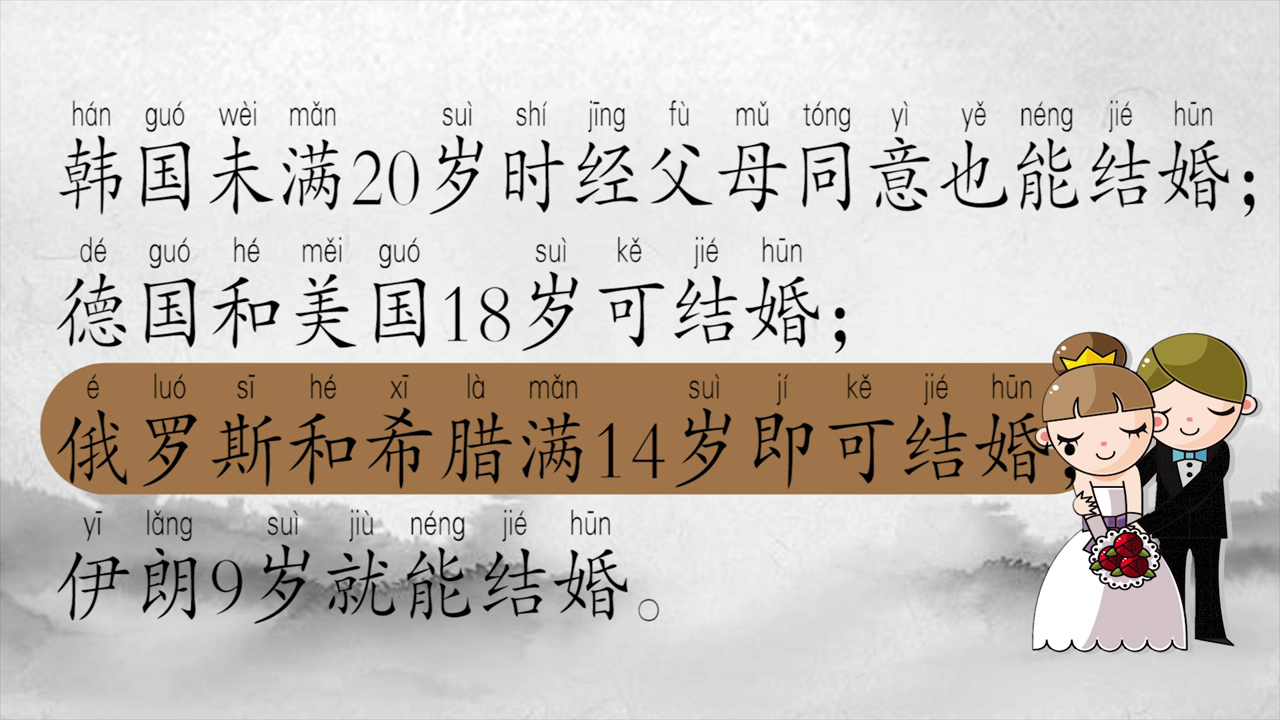 hán guó wèi mǎn suì shí jīng fù mǔ tóng yì yě néng jié hūn
韩国未满20岁时经父母同意也能结婚；
dé guó hé měi guó suì kě jié hūn
德国和美国18岁可结婚；
é luó sī hé xī là mǎn suì jí kě jié hūn
俄罗斯和希腊满14岁即可结婚；
yī lǎng suì jiù néng jié hūn
伊朗9岁就能结婚。